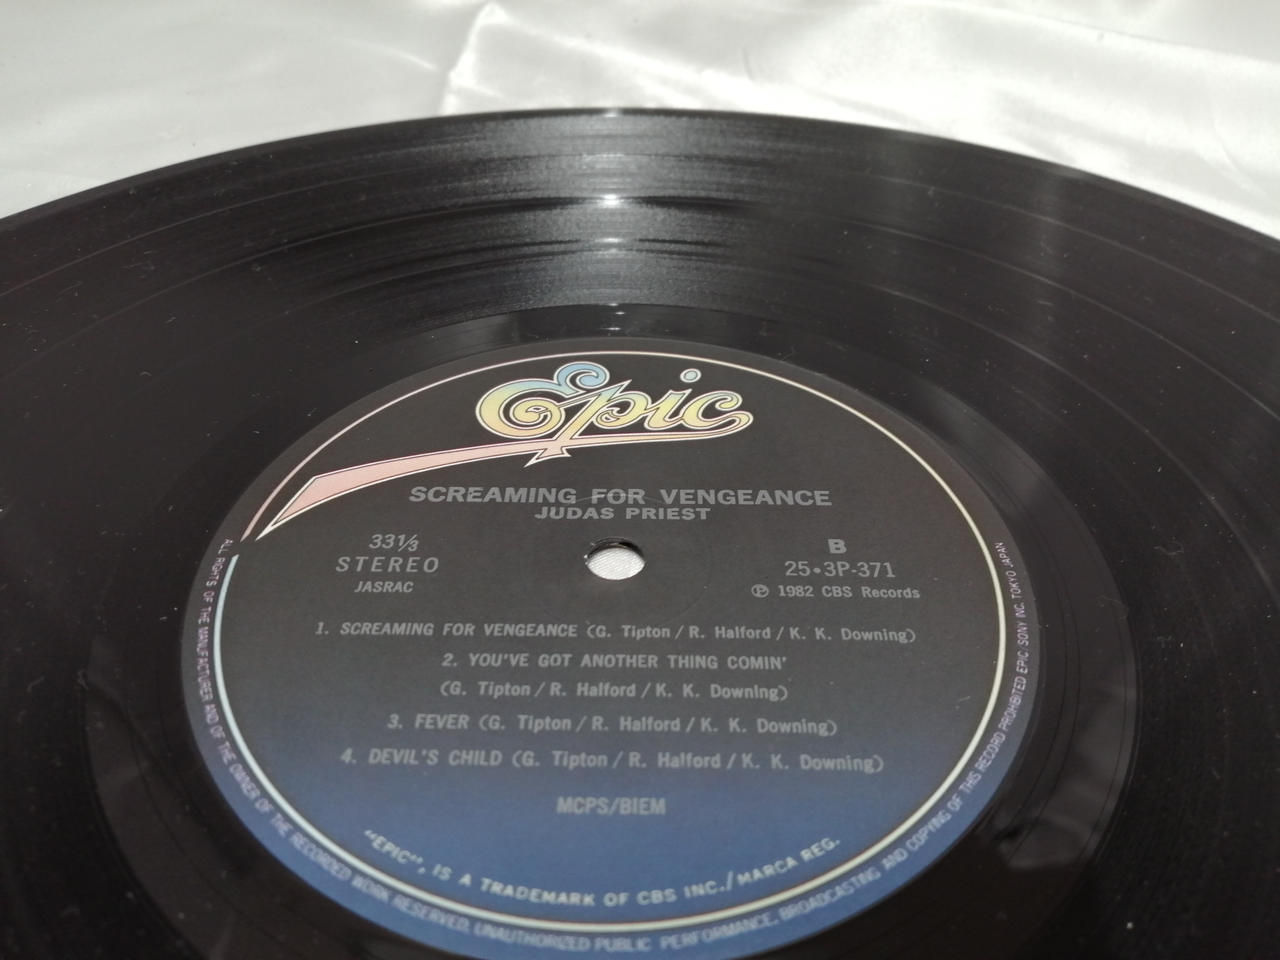 Epic
SCREAMING FOR VENGEANCE
JUDAS PRIEST
33⅓
STEREO
JASRAC
B
25•3P-371
Ⓟ 1982 CBS Records
1. SCREAMING FOR VENGEANCE (G. Tipton / R. Halford / K. K. Downing)
2. YOU'VE GOT ANOTHER THING COMIN'
(G. Tipton / R. Halford / K. K. Downing)
3. FEVER (G. Tipton / R. Halford / K. K. Downing)
4. DEVIL'S CHILD (G. Tipton / R. Halford / K. K. Downing)
MCPS/BIEM
"EPIC", IS A TRADEMARK OF CBS INC./MARCA REG.
ALL RIGHTS OF THE MANUFACTURER AND OF THE OWNER OF THE RECORDED WORK RESERVED, UNAUTHORIZED PUBLIC PERFORMANCE, BROADCASTING AND COPYING OF THIS RECORD PROHIBITED EPIC/SONY INC. TOKYO JAPAN